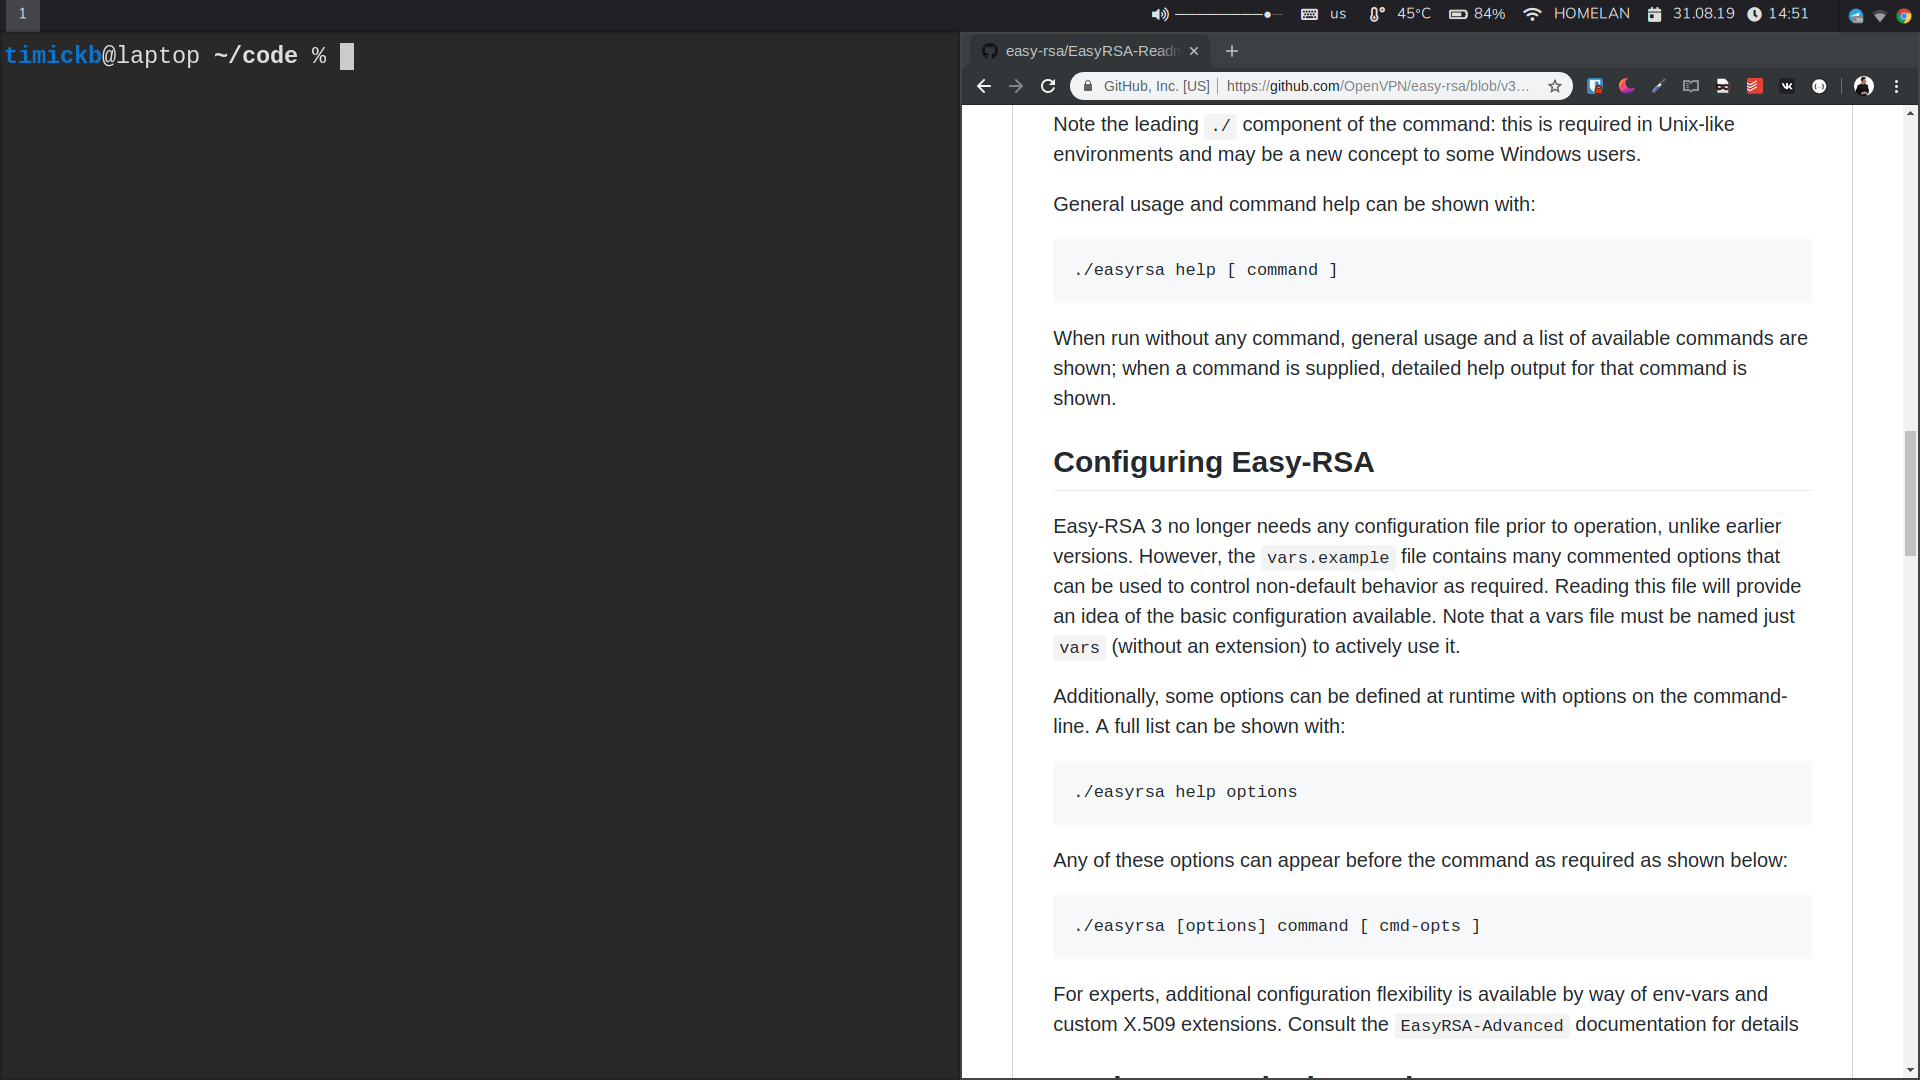 1
us 45°C 84% HOMELAN 31.08.19 14:51
timickb@laptop ~/code %
easy-rsa/EasyRSA-Readm
GitHub, Inc. [US] https://github.com/OpenVPN/easy-rsa/blob/v3...
Note the leading ./ component of the command: this is required in Unix-like
environments and may be a new concept to some Windows users.
General usage and command help can be shown with:
./easyrsa help [ command ]
When run without any command, general usage and a list of available commands are
shown; when a command is supplied, detailed help output for that command is
shown.
Configuring Easy-RSA
Easy-RSA 3 no longer needs any configuration file prior to operation, unlike earlier
versions. However, the vars.example file contains many commented options that
can be used to control non-default behavior as required. Reading this file will provide
an idea of the basic configuration available. Note that a vars file must be named just
vars (without an extension) to actively use it.
Additionally, some options can be defined at runtime with options on the command-
line. A full list can be shown with:
./easyrsa help options
Any of these options can appear before the command as required as shown below:
./easyrsa [options] command [ cmd-opts ]
For experts, additional configuration flexibility is available by way of env-vars and
custom X.509 extensions. Consult the EasyRSA-Advanced documentation for details